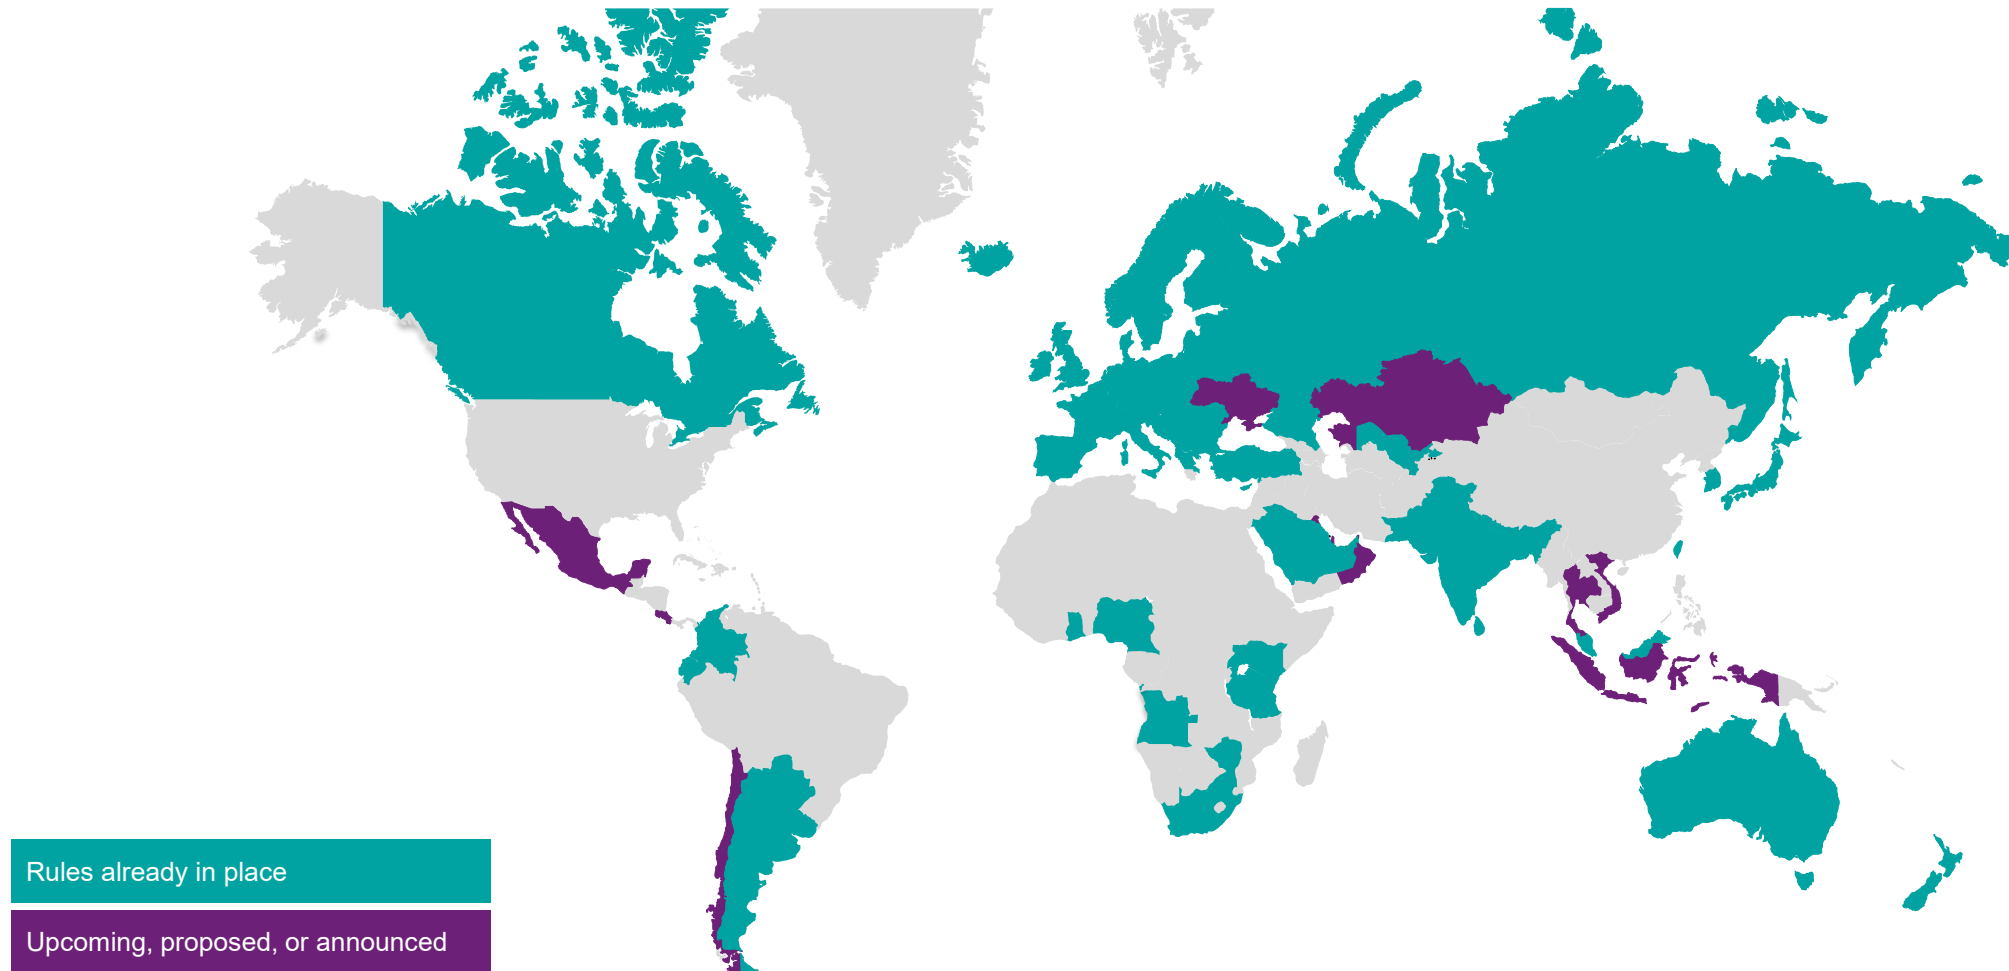 Rules already in place
Upcoming, proposed, or announced